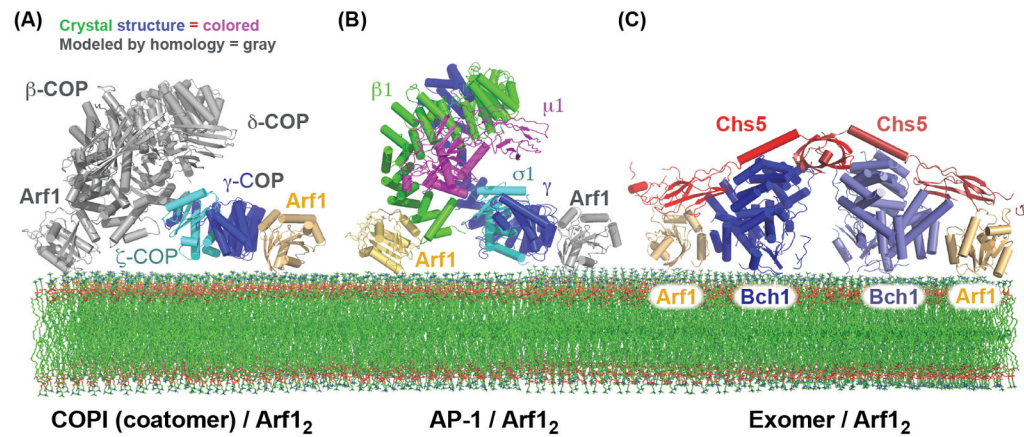 (A)
Crystal structure = colored
Modeled by homology = gray
β-COP
δ-COP
Arf1
γ-COP
Arf1
ζ-COP
COPI (coatomer) / Arf1₂
(B)
β1
μ1
σ1
γ
Arf1
Arf1
AP-1 / Arf1₂
(C)
Chs5
Chs5
Arf1
Bch1
Bch1
Arf1
Exomer / Arf1₂